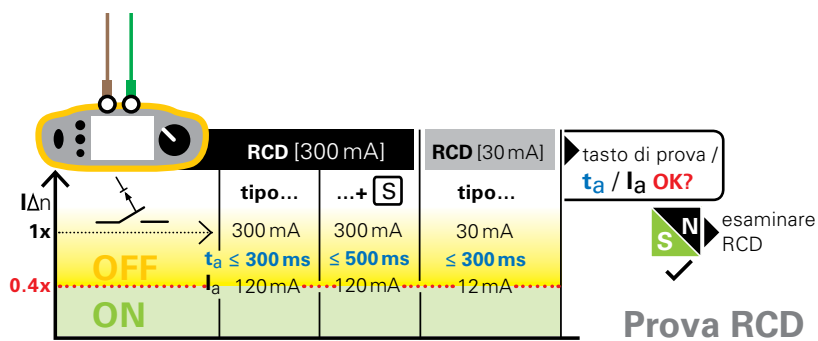 RCD [300 mA] RCD [30 mA]
tasto di prova /
ta / Ia OK?
tipo... ...+ S tipo...
IΔn
1x 300 mA 300 mA 30 mA
ta ≤ 300 ms ≤ 500 ms ≤ 300 ms
OFF
0.4x Ia 120 mA 120 mA 12 mA
ON
S N esaminare
RCD
Prova RCD